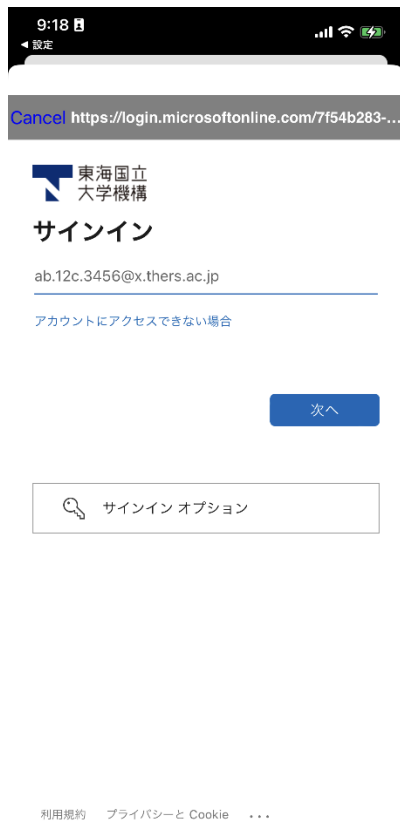 9:18
◀ 設定
Cancel https://login.microsoftonline.com/7f54b283-...
東海国立
大学機構
サインイン
ab.12c.3456@x.thers.ac.jp
アカウントにアクセスできない場合
次へ
サインイン オプション
利用規約 プライバシーと Cookie ...